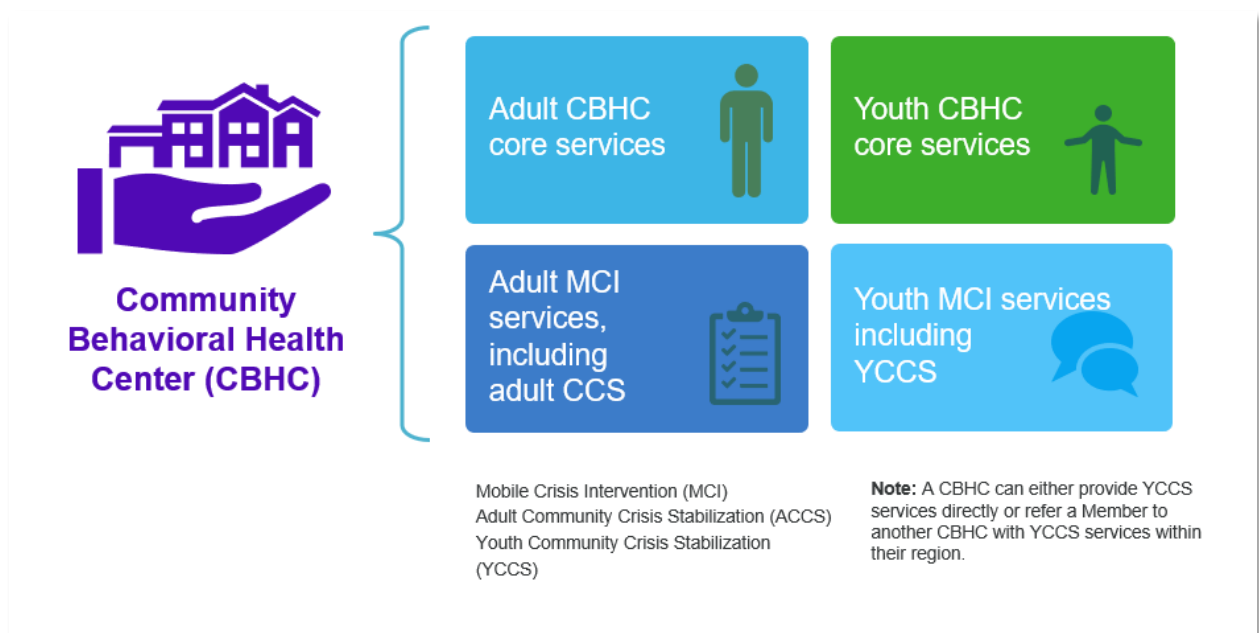 Community
Behavioral Health
Center (CBHC)
Adult CBHC
core services
Youth CBHC
core services
Adult MCI
services,
including
adult CCS
Youth MCI services
including
YCCS
Mobile Crisis Intervention (MCI)
Adult Community Crisis Stabilization (ACCS)
Youth Community Crisis Stabilization
(YCCS)
Note: A CBHC can either provide YCCS
services directly or refer a Member to
another CBHC with YCCS services within
their region.